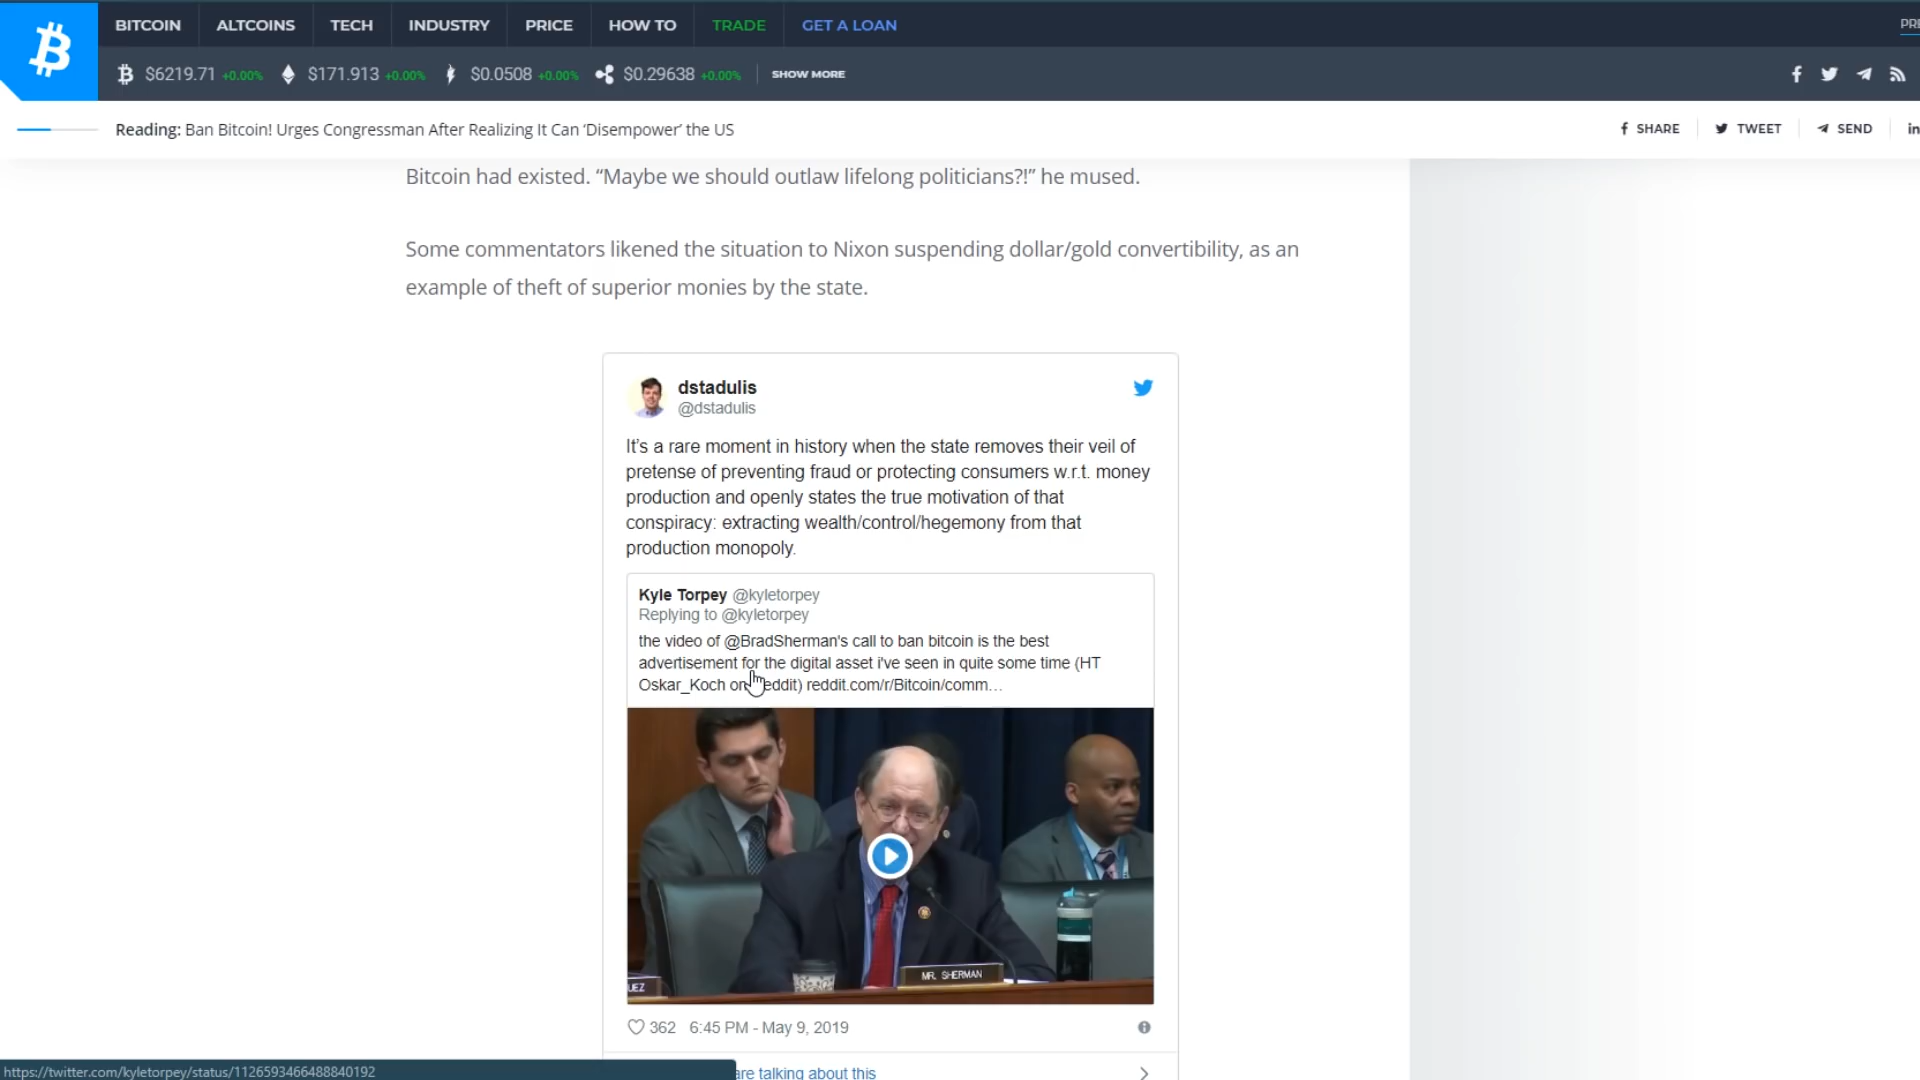 BITCOIN ALTCOINS TECH INDUSTRY PRICE HOW TO TRADE GET A LOAN
$6219.71 +0.00% $171.913 +0.00% $0.0508 +0.00% $0.29638 +0.00% SHOW MORE
Reading: Ban Bitcoin! Urges Congressman After Realizing It Can ‘Disempower’ the US SHARE TWEET SEND
Bitcoin had existed. “Maybe we should outlaw lifelong politicians?!” he mused.
Some commentators likened the situation to Nixon suspending dollar/gold convertibility, as an
example of theft of superior monies by the state.
dstadulis
@dstadulis
It’s a rare moment in history when the state removes their veil of
pretense of preventing fraud or protecting consumers w.r.t. money
production and openly states the true motivation of that
conspiracy: extracting wealth/control/hegemony from that
production monopoly.
Kyle Torpey @kyletorpey
Replying to @kyletorpey
the video of @BradSherman's call to ban bitcoin is the best
advertisement for the digital asset i've seen in quite some time (HT
Oskar_Koch on eddit) reddit.com/r/Bitcoin/comm…
MR. SHERMAN
UEZ
362 6:45 PM - May 9, 2019
are talking about this
https://twitter.com/kyletorpey/status/1126593466488840192